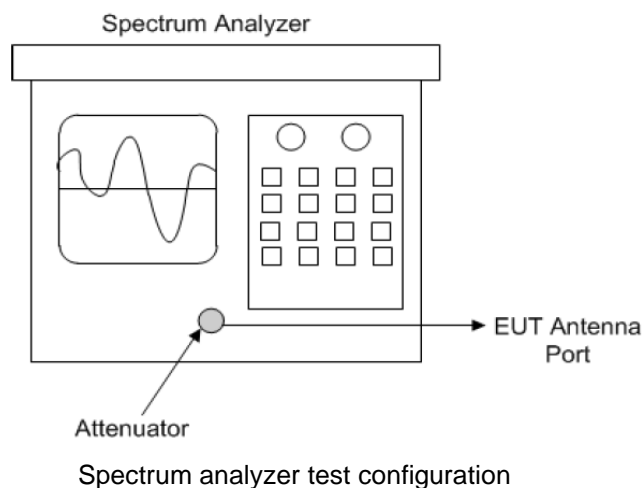 Spectrum Analyzer
EUT Antenna
Port
Attenuator
Spectrum analyzer test configuration